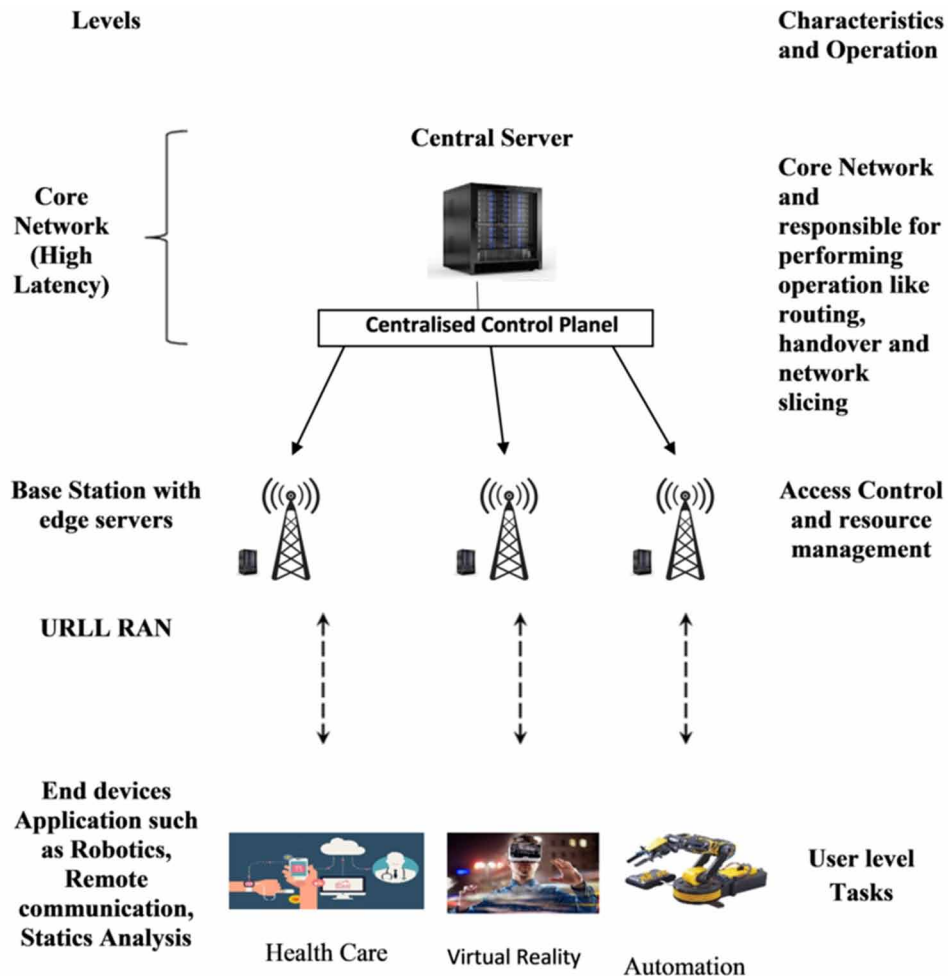 Levels
Characteristics
and Operation
Central Server
Core
Network
(High
Latency)
Core Network
and
responsible for
performing
operation like
routing,
handover and
network
slicing
Centralised Control Planel
Base Station with
edge servers
Access Control
and resource
management
URLL RAN
End devices
Application such
as Robotics,
Remote
communication,
Statics Analysis
User level
Tasks
Health Care
Virtual Reality
Automation